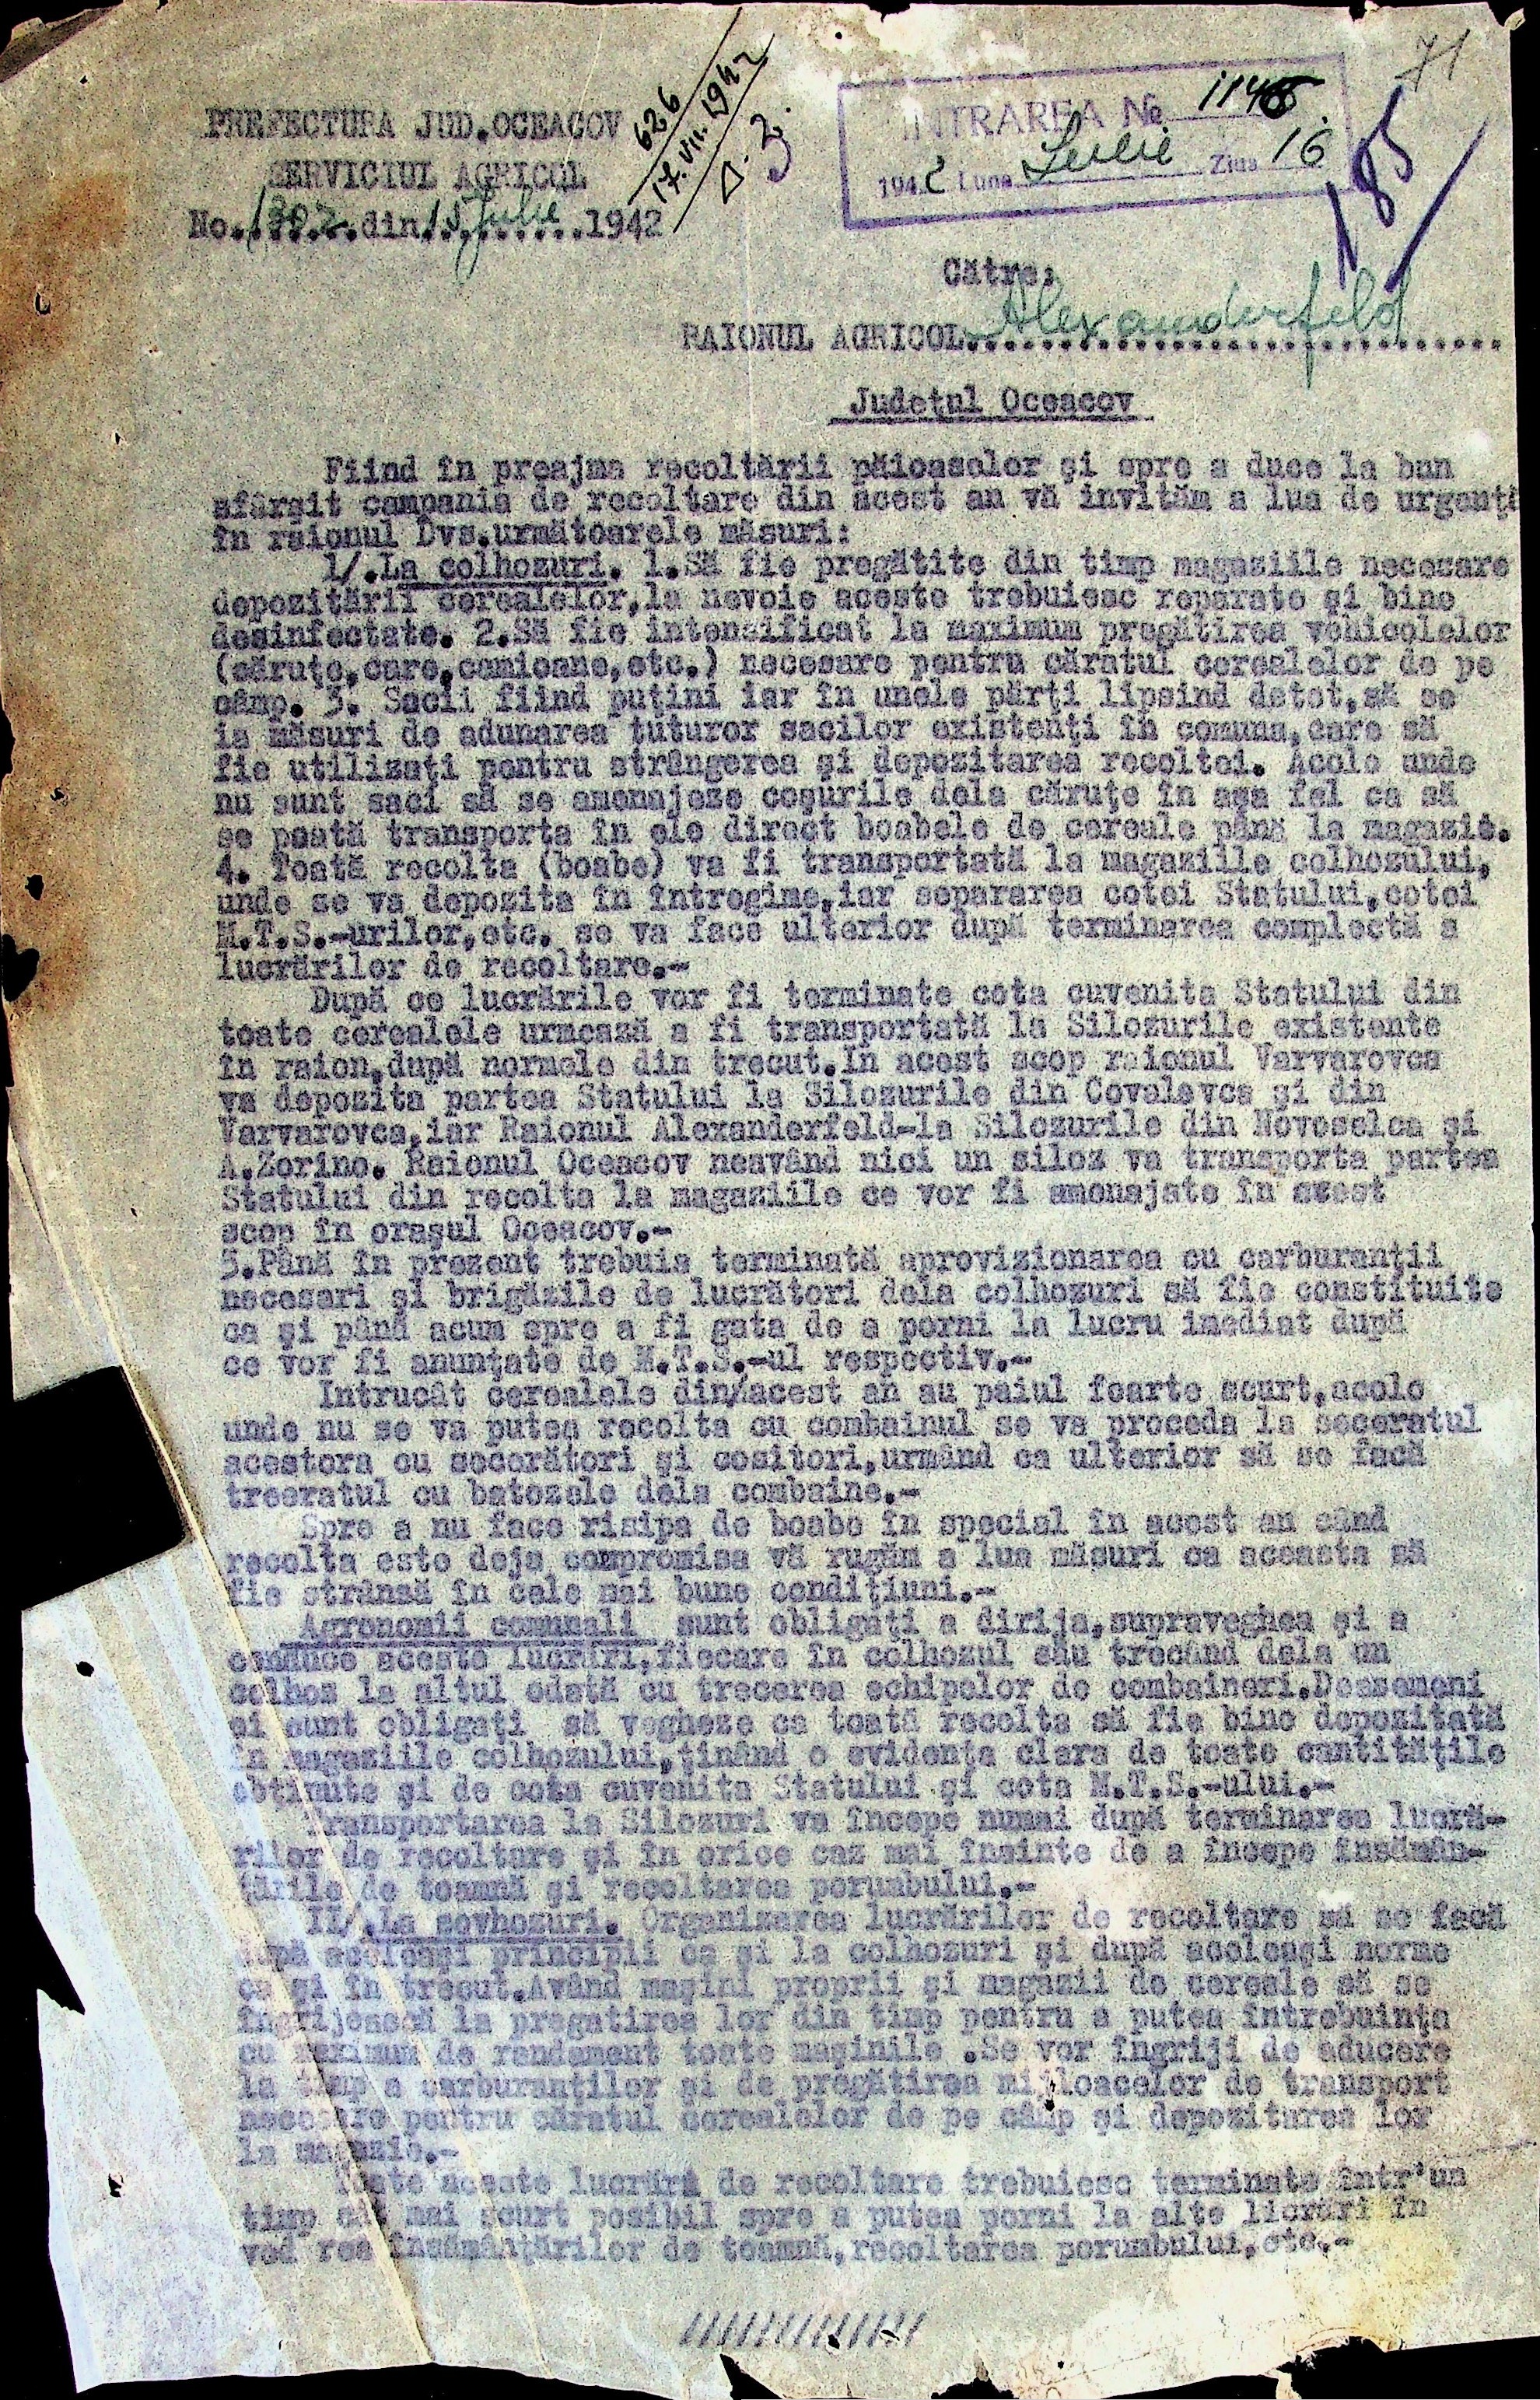 71
626
17.VII.1942
D. 3.
PREFECTURA JUD.OCEACOV
SERVICIUL AGRICOL
No.1302.din.15 Julie.1942
INTRAREA № 1146
1942 Luna Iulie Ziua 16
185
Către,
RAIONUL AGRICOL Alexanderfeld
Județul Oceacov
Fiind în preajma recoltării păioaselor și spre a duce la bun
sfârșit campania de recoltare din acest an vă invităm a lua de urgenț
în raionul Dvs.următoarele măsuri:
1/.La colhozuri. 1.Să fie pregătite din timp magaziile necesare
depozitării cerealelor,la nevoie aceste trebuiesc reparate și bine
desinfectate. 2.Să fie intensificat la maximum pregătirea vehicolelor
(căruțe,care,camioane,etc.) necesare pentru căratul cerealelor de pe
câmp. 3. Sacii fiind puțini iar în unele părți lipsind detot,să se
ia măsuri de adunarea tuturor sacilor existenți în comuna,care să
fie utilizați pentru strângerea și depozitarea recoltei. Acolo unde
nu sunt saci să se amenajeze coșurile dela căruțe în așa fel ca să
se poată transporta în ele direct boabele de cereale până la magazie.
4. Toată recolta (boabe) va fi transportată la magaziile colhozului,
unde se va depozita în întregime,iar separarea cotei Statului,cotei
M.T.S.-urilor,etc. se va face ulterior după terminarea complectă a
lucrărilor de recoltare.-
După ce lucrările vor fi terminate cota cuvenita Statului din
toate cerealele urmează a fi transportată la Silozurile existente
în raion,după normele din trecut.In acest scop raionul Varvarovca
va depozita partea Statului la Silozurile din Covalevca și din
Varvarovca,iar Raionul Alexanderfeld-la Silozurile din Novoselca și
A.Zorino. Raionul Oceacov neavând nici un siloz va transporta partea
Statului din recolta la magaziile ce vor fi amenajate în acest
scop în orașul Oceacov.-
5.Până în prezent trebuia terminată aprovizionarea cu carburanții
necesari și brigăzile de lucrători dela colhozuri să fie constituite
ca și până acum spre a fi gata de a porni la lucru imediat după
ce vor fi anunțate de M.T.S.-ul respectiv.-
Intrucât cerealele din/acest an au paiul foarte scurt,acolo
unde nu se va putea recolta cu combainul se va proceda la seceratul
acestora cu secerători și cositori,urmând ca ulterior să se facă
treeratul cu batozele dela combaine.-
Spre a nu face risipa de boabe în special în acest an când
recolta este deja compromisa vă rugăm a lua măsuri ca aceasta să
fie strânsă în cele mai bune condițiuni.-
Agronomii comunali sunt obligați a dirija,supraveghea și a
conduce aceste lucrări,fiecare în colhozul său trecând dela un
colhoz la altul odată cu trecerea echipelor de combaineri.Deasemeni
ei sunt obligați să vegheze ca toată recolta să fie bine depozitată
în magaziile colhozului,ținând o evidența clara de toate cantitățile
obținute și de cota cuvenita Statului și cota M.T.S.-ului.-
Transportarea la Silozuri va începe numai după terminarea lucră-
rilor de recoltare și în orice caz mai înainte de a începe însămân-
țările de toamnă și recoltarea porumbului.-
II/.La sovhozuri. Organizarea lucrărilor de recoltare să se facă
după aceleași principii ca și la colhozuri și după aceleași norme
ca și în trecut.Având mașini proprii și magazii de cereale să se
îngrijească la pregatirea lor din timp pentru a putea întrebuința
cu maximum de randament toate mașinile .Se vor îngriji de aducere
la timp a carburanților și de pregătirea mijloacelor de transport
necesare pentru căratul cerealelor de pe câmp și depozitarea lor
la magazie.-
Toate aceste lucrări de recoltare trebuiesc terminate într'un
timp cât mai scurt posibil spre a putea porni la alte licrări în
ved rea însămânțărilor de toamnă,recoltarea porumbului,etc.-
//////////////